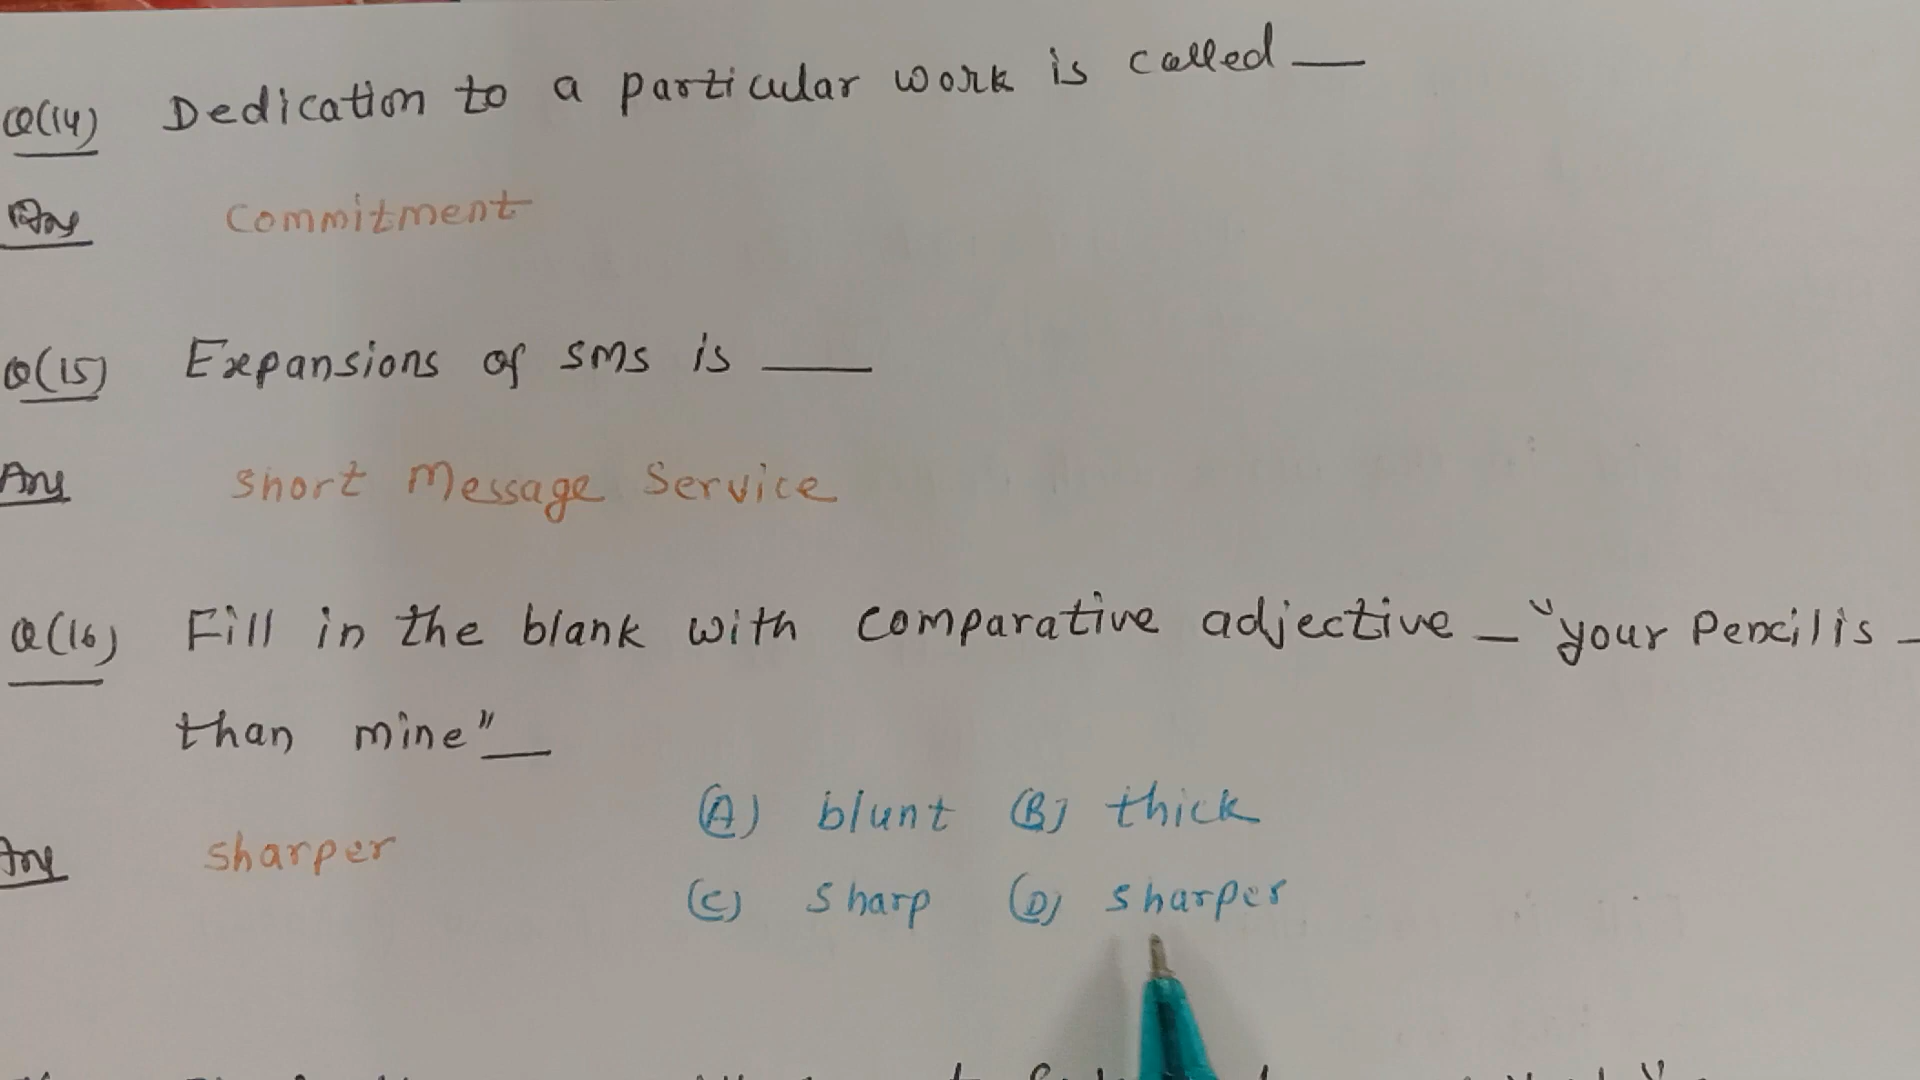 Q(14) Dedication to a particular work is called __
Ans Commitment
Q(15) Expansions of SMS is ___
Ans Short Message Service
Q(16) Fill in the blank with comparative adjective _ "your Pencil is _
than mine" __
(A) blunt (B) thick
Ans sharper
(C) sharp (D) sharper